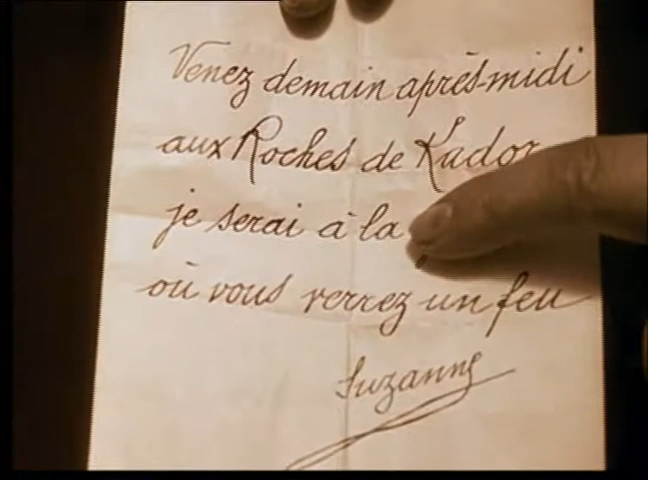 Venez demain après-midi
aux Roches de Kador
je serai à la
où vous verrez un feu
Suzanne